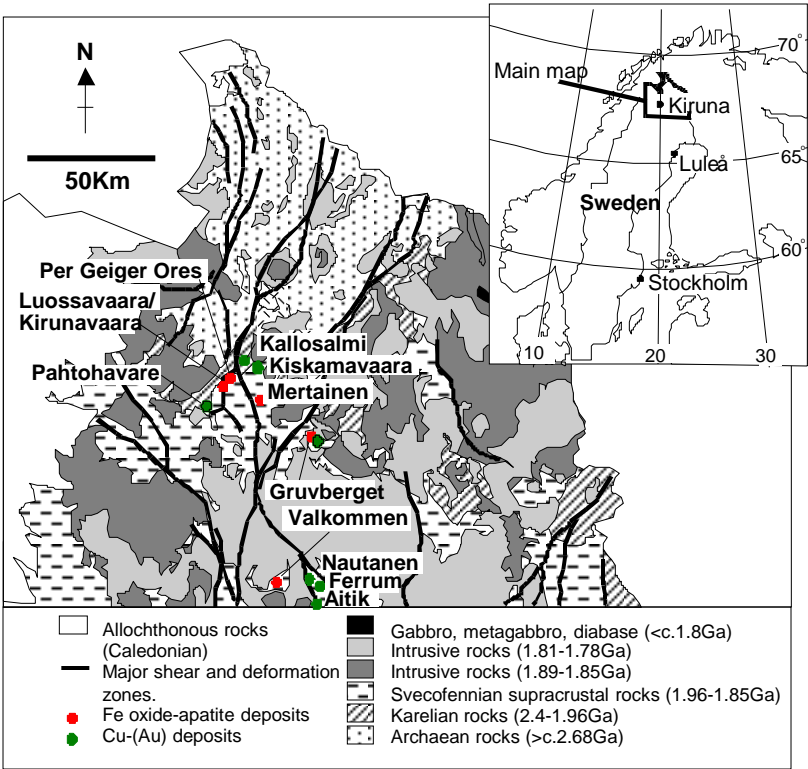 N
50Km
Main map
70°
Kiruna
65°
Luleå
Sweden
60°
Stockholm
10
20
30
Per Geiger Ores
Luossavaara/
Kirunavaara
Kallosalmi
Kiskamavaara
Pahtohavare
Mertainen
Gruvberget
Valkommen
Nautanen
Ferrum
Aitik
Allochthonous rocks
(Caledonian)
Major shear and deformation
zones.
Fe oxide-apatite deposits
Cu-(Au) deposits
Gabbro, metagabbro, diabase (<c.1.8Ga)
Intrusive rocks (1.81-1.78Ga)
Intrusive rocks (1.89-1.85Ga)
Svecofennian supracrustal rocks (1.96-1.85Ga)
Karelian rocks (2.4-1.96Ga)
Archaean rocks (>c.2.68Ga)